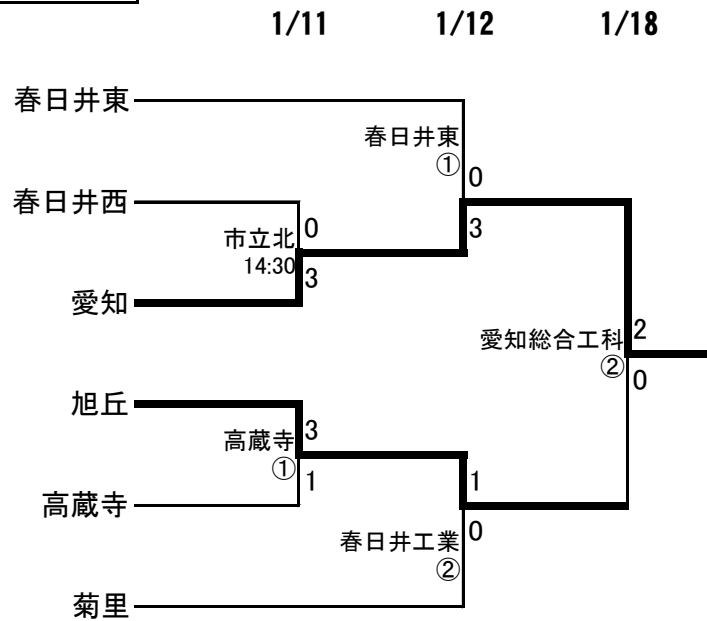 1/11 1/12 1/18
春日井東
春日井東
①
0
春日井西
市立北
0
3
14:30
3
愛知
愛知総合工科
2
②
0
旭丘
高蔵寺
3
①
1
1
高蔵寺
春日井工業
0
②
菊里